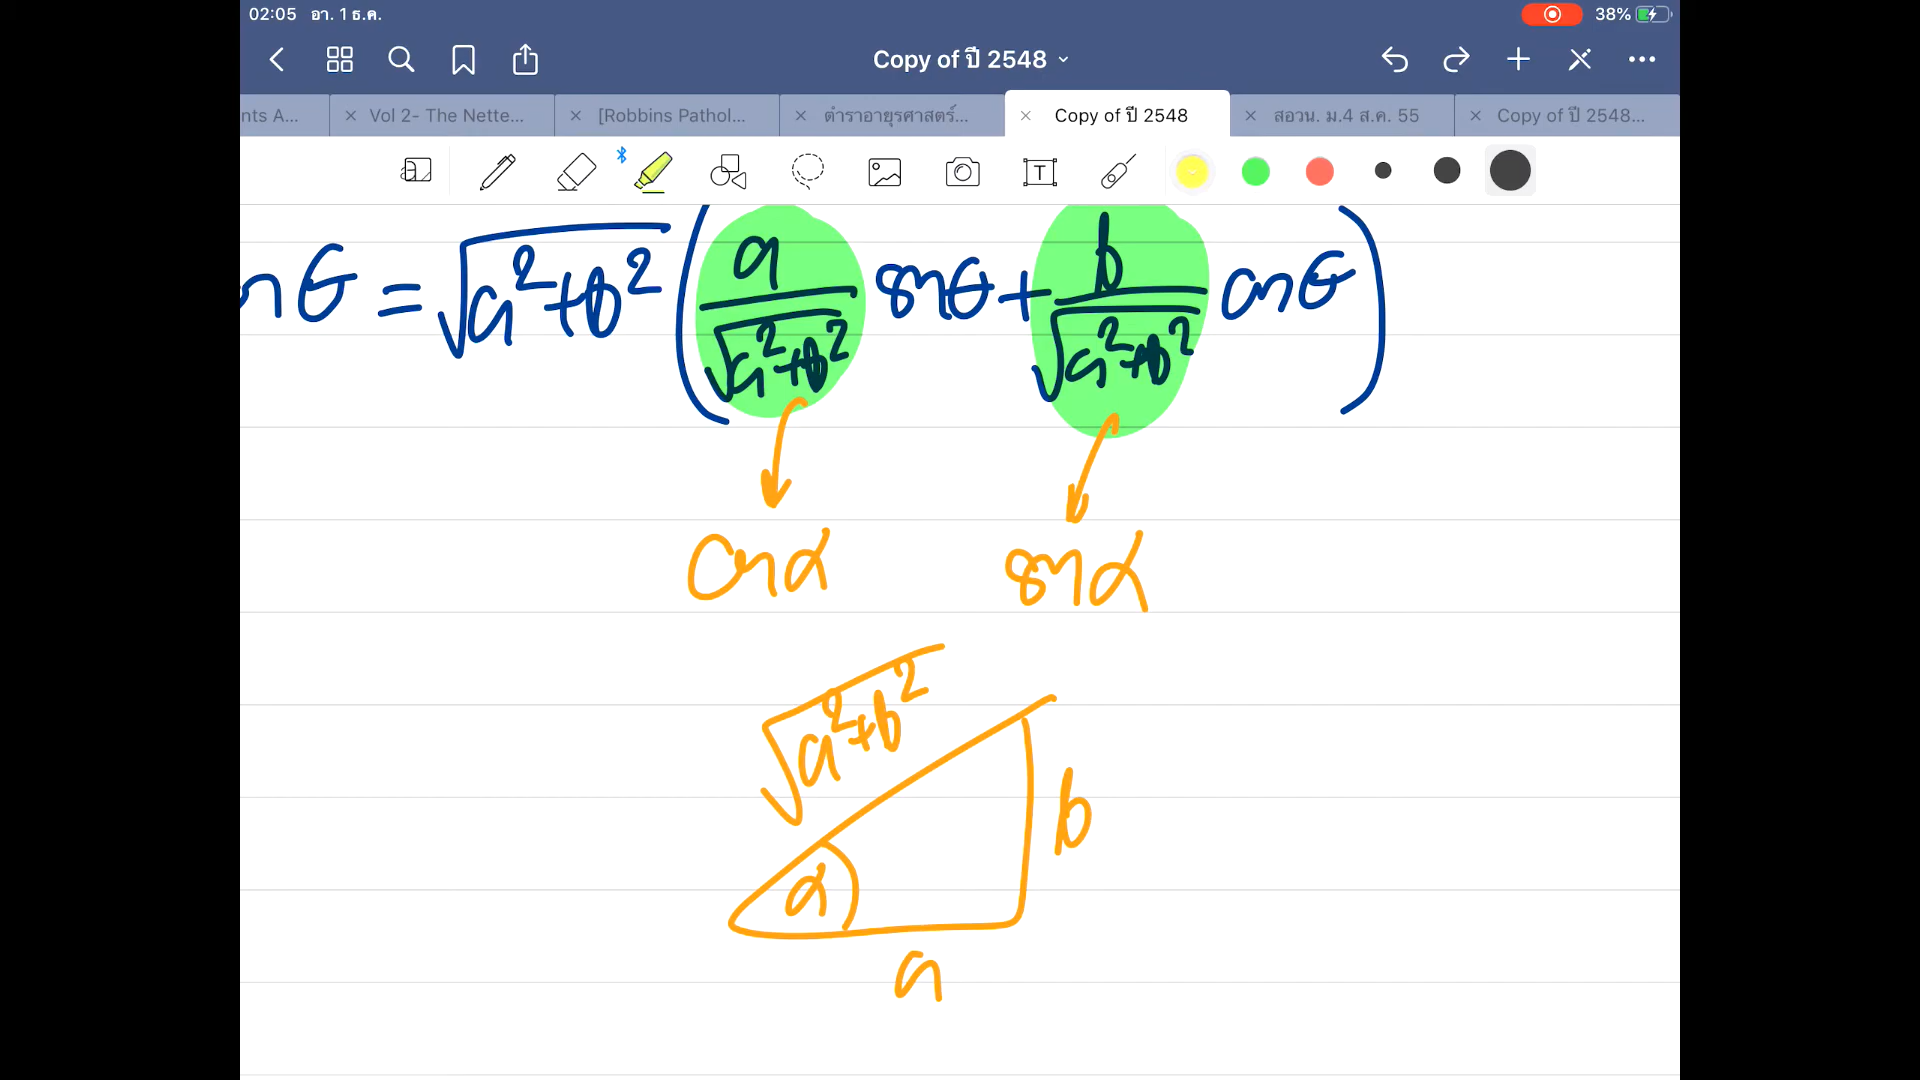 02:05 อา. 1 ธ.ค.
38%
Copy of ปี 2548
nts A...
Vol 2- The Nette...
[Robbins Pathol...
ตำราอายุรศาสตร์...
Copy of ปี 2548
สอวน. ม.4 ส.ค. 55
Copy of ปี 2548...
T
θ = √(a²+b²) (a/√(a²+b²) sinθ + b/√(a²+b²) cosθ)
cosα sinα
√(a²+b²)
b
α
a